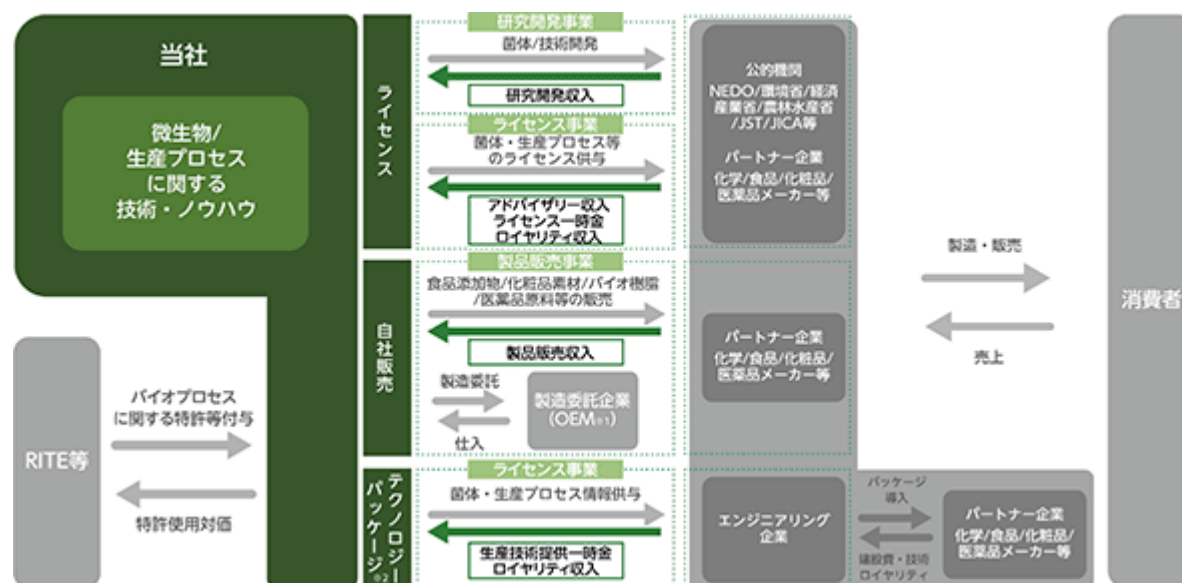 当社
微生物/
生産プロセス
に関する
技術・ノウハウ
RITE等
バイオプロセス
に関する特許等付与
特許使用対価
ライセンス
研究開発事業
菌体/技術開発
研究開発収入
ライセンス事業
菌体・生産プロセス等
のライセンス供与
アドバイザリー収入
ライセンス一時金
ロイヤリティ収入
公的機関
NEDO/環境省/経済
産業省/農林水産省
/JST/JICA等
パートナー企業
化学/食品/化粧品/
医薬品メーカー等
自社販売
製品販売事業
食品添加物/化粧品素材/バイオ樹脂
/医薬品原料等の販売
製品販売収入
製造委託
仕入
製造委託企業
(OEM※1)
パートナー企業
化学/食品/化粧品/
医薬品メーカー等
テクノロジー
パッケージ※2
ライセンス事業
菌体・生産プロセス情報供与
生産技術提供一時金
ロイヤリティ収入
エンジニアリング
企業
パッケージ
導入
建設費・技術
ロイヤリティ
パートナー企業
化学/食品/化粧品/
医薬品メーカー等
製造・販売
売上
消費者